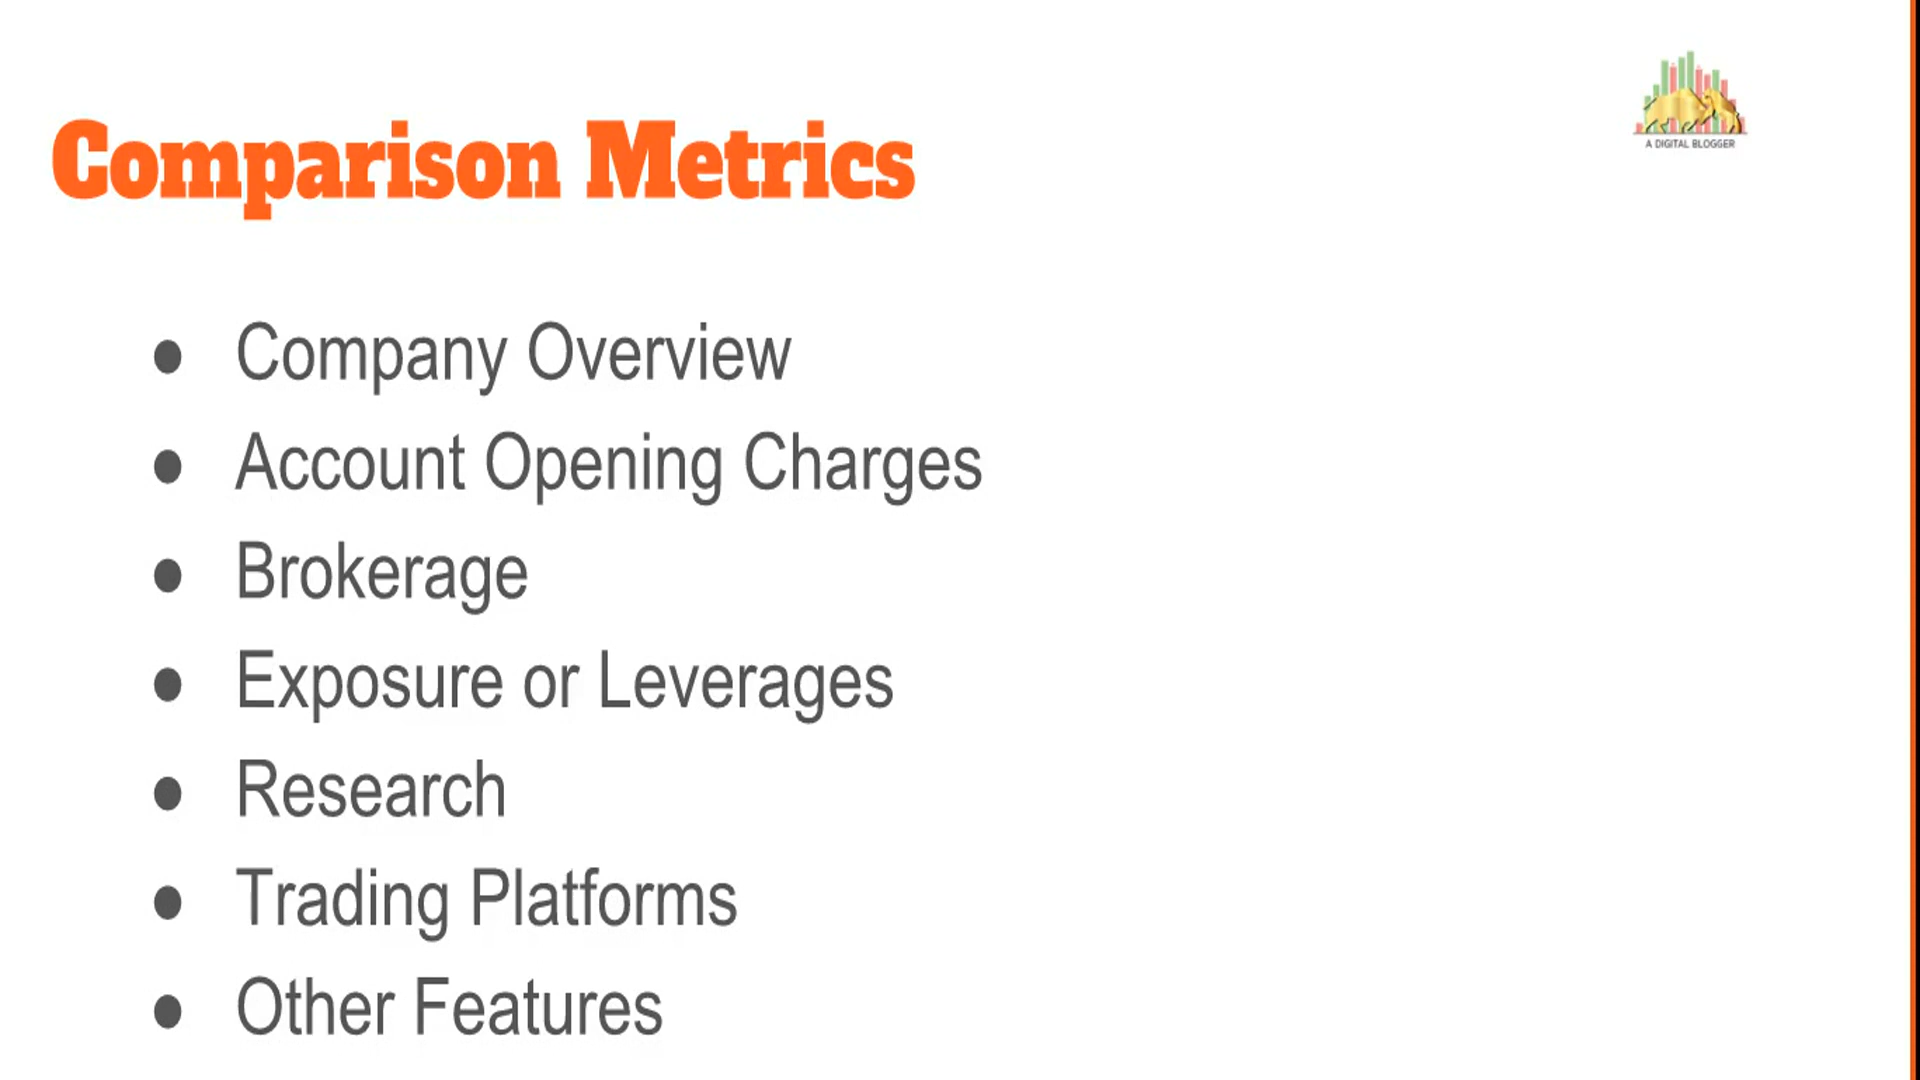 A DIGITAL BLOGGER
Comparison Metrics
● Company Overview
● Account Opening Charges
● Brokerage
● Exposure or Leverages
● Research
● Trading Platforms
● Other Features